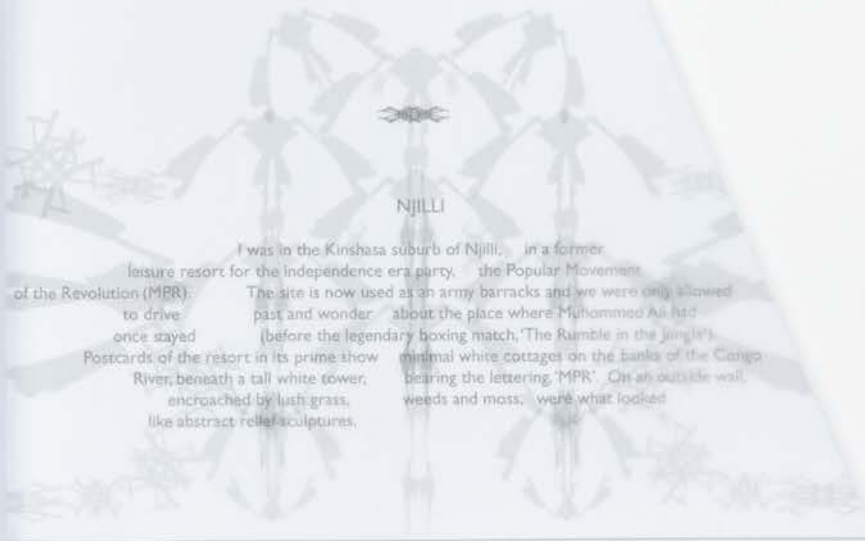 NJILLI
I was in the Kinshasa suburb of Njilli, in a former
leisure resort for the independence era party, the Popular Movement
of the Revolution (MPR). The site is now used as an army barracks and we were only allowed
to drive past and wonder about the place where Muhommed Ali had
once stayed (before the legendary boxing match, 'The Rumble in the Jungle').
Postcards of the resort in its prime show minimal white cottages on the banks of the Congo
River, beneath a tall white tower, bearing the lettering, 'MPR'. On an outside wall,
encroached by lush grass, weeds and moss, were what looked
like abstract relief sculptures.